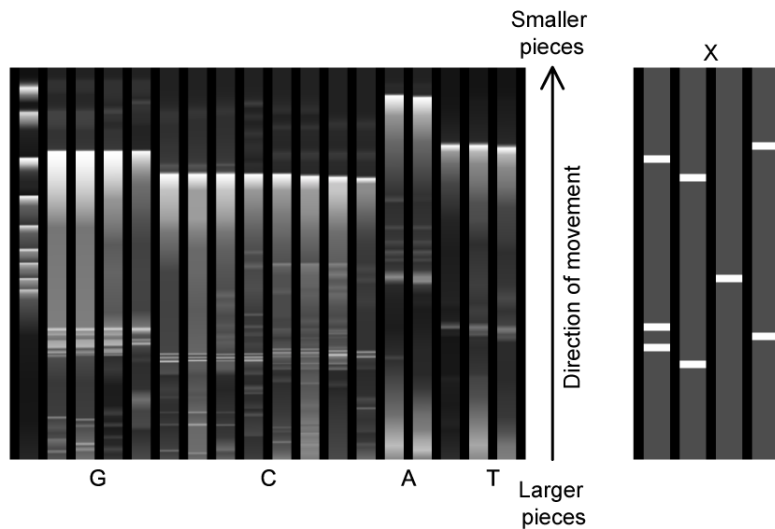 Smaller
pieces
X
Direction of movement
G
C
A
T
Larger
pieces